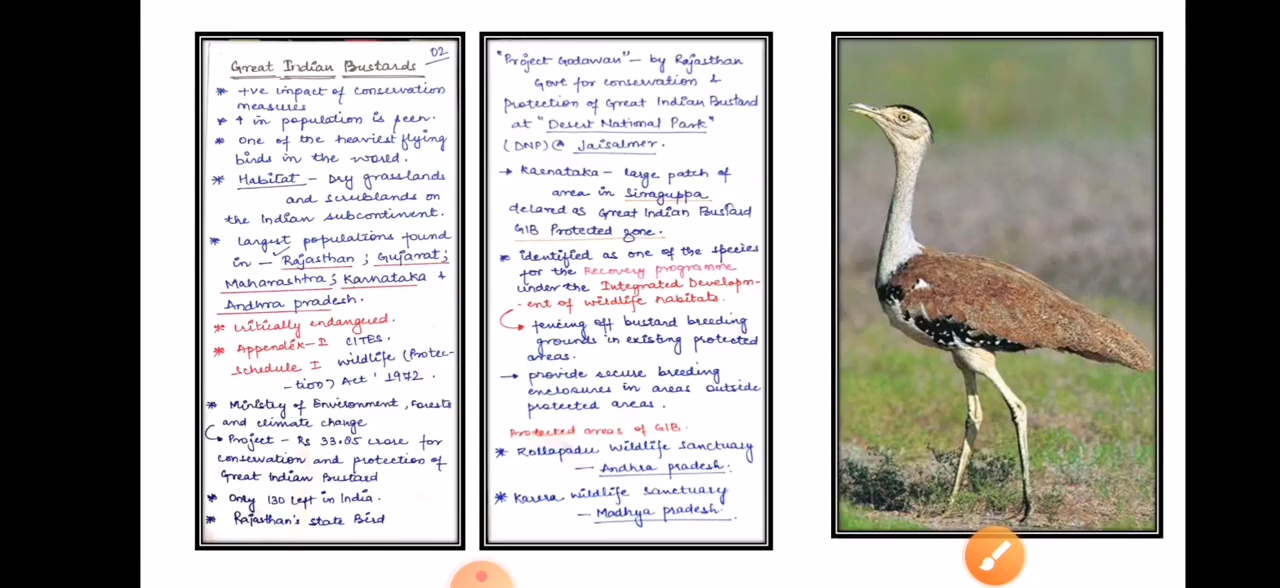 02
Great Indian Bustards
* +ve impact of conservation
measures
* ↑ in population is seen.
* One of the heaviest flying
birds in the world.
* Habitat - Dry grasslands
and scrublands on
the Indian subcontinent.
* largest populations found
in - Rajasthan ; Gujarat ;
Maharashtra ; Karnataka +
Andhra pradesh.
* Critically endangered.
* Appendix-I CITES.
Schedule I wildlife (Protec-
-tion) Act' 1972.
* Ministry of Environment, Forests
and climate change
Project - Rs 33.85 crore for
conservation and protection of
Great Indian Bustard
* Only 130 left in India.
* Rajasthan's state Bird
"Project Godawan" - by Rajasthan
Govt for conservation &
protection of Great Indian Bustard
at "Desert National Park"
(DNP) @ Jaisalmer.
→ Karnataka - large patch of
area in Siraguppa
delared as Great Indian Bustard
GIB Protected zone.
* identified as one of the species
for the Recovery programme
under the Integrated Developm-
-ent of wildlife habitats.
→ fencing off bustard breeding
grounds in existing protected
areas.
→ provide secure breeding
enclosures in areas outside
protected areas.
Protected areas of GIB.
* Rollapadu Wildlife Sanctuary
- Andhra pradesh.
* Karera wildlife Sanctuary
- Madhya pradesh.